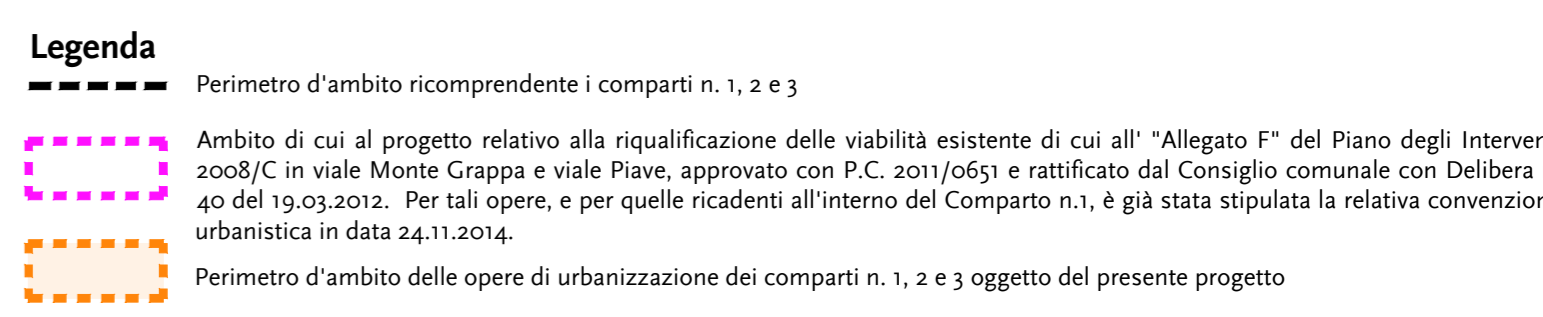 Legenda
Perimetro d'ambito ricomprendente i comparti n. 1, 2 e 3
Ambito di cui al progetto relativo alla riqualificazione delle viabilità esistente di cui all' "Allegato F" del Piano degli Interven
2008/C in viale Monte Grappa e viale Piave, approvato con P.C. 2011/0651 e rattificato dal Consiglio comunale con Delibera
40 del 19.03.2012. Per tali opere, e per quelle ricadenti all'interno del Comparto n.1, è già stata stipulata la relativa convenzion
urbanistica in data 24.11.2014.
Perimetro d'ambito delle opere di urbanizzazione dei comparti n. 1, 2 e 3 oggetto del presente progetto